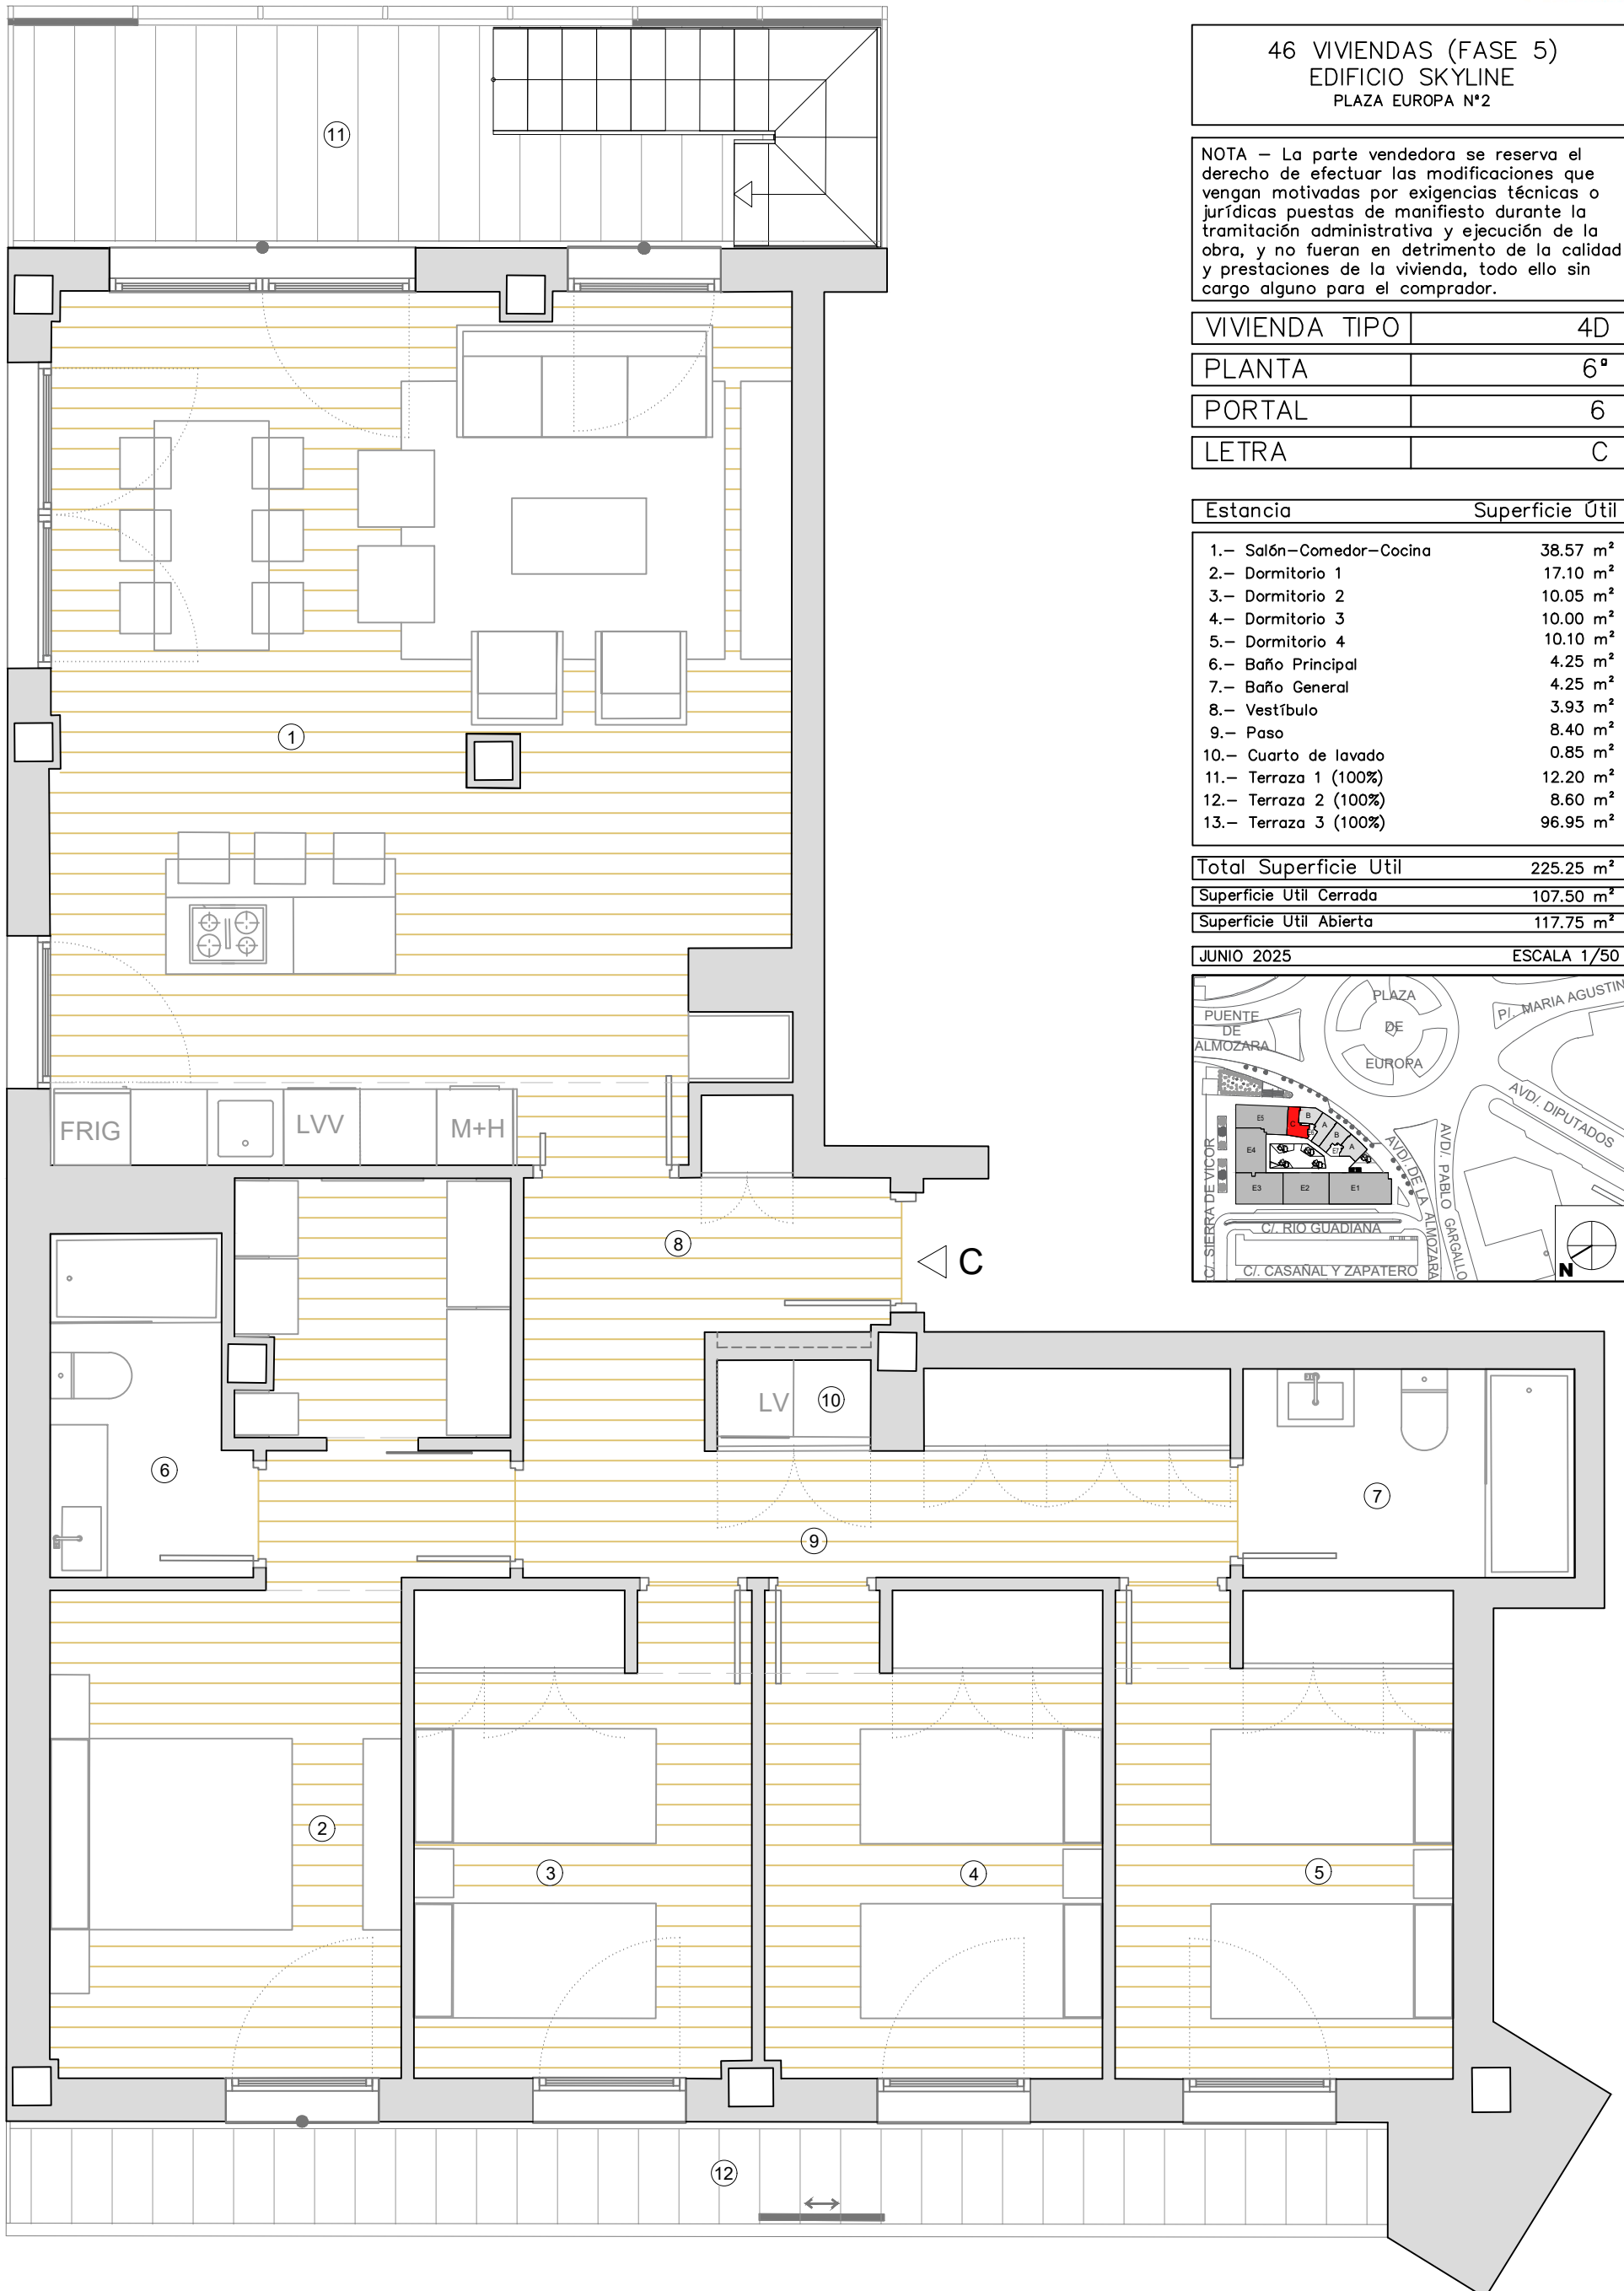 46 VIVIENDAS (FASE 5)
EDIFICIO SKYLINE
PLAZA EUROPA Nº2
NOTA – La parte vendedora se reserva el
derecho de efectuar las modificaciones que
vengan motivadas por exigencias técnicas o
jurídicas puestas de manifiesto durante la
tramitación administrativa y ejecución de la
obra, y no fueran en detrimento de la calidad
y prestaciones de la vivienda, todo ello sin
cargo alguno para el comprador.
VIVIENDA TIPO 4D
PLANTA 6ª
PORTAL 6
LETRA C
Estancia Superficie Útil
1.– Salón–Comedor–Cocina 38.57 m²
2.– Dormitorio 1 17.10 m²
3.– Dormitorio 2 10.05 m²
4.– Dormitorio 3 10.00 m²
5.– Dormitorio 4 10.10 m²
6.– Baño Principal 4.25 m²
7.– Baño General 4.25 m²
8.– Vestíbulo 3.93 m²
9.– Paso 8.40 m²
10.– Cuarto de lavado 0.85 m²
11.– Terraza 1 (100%) 12.20 m²
12.– Terraza 2 (100%) 8.60 m²
13.– Terraza 3 (100%) 96.95 m²
Total Superficie Util 225.25 m²
Superficie Util Cerrada 107.50 m²
Superficie Util Abierta 117.75 m²
JUNIO 2025 ESCALA 1/50
PLAZA
DE
EUROPA
P/. MARIA AGUSTIN
PUENTE
DE
ALMOZARA
AVD/. DIPUTADOS
AVD/. PABLO GARGALLO
AVD/. DE LA ALMOZARA
C/. SIERRA DE VICOR
E5
C
B
A
B
A
E7
E4
E3
E2
E1
C/. RIO GUADIANA
C/. CASAÑAL Y ZAPATERO
N
11
1
FRIG
LVV
M+H
8
C
LV
10
6
7
9
2
3
4
5
12